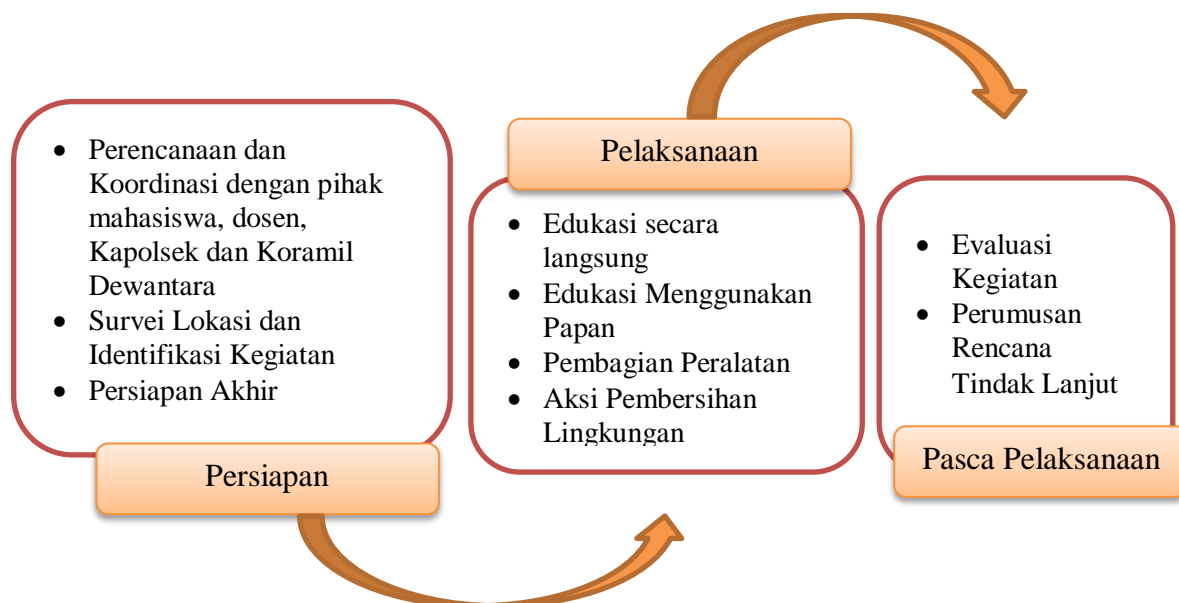 • Perencanaan dan
Koordinasi dengan pihak
mahasiswa, dosen,
Kapolsek dan Koramil
Dewantara
• Survei Lokasi dan
Identifikasi Kegiatan
• Persiapan Akhir
Persiapan
Pelaksanaan
• Edukasi secara
langsung
• Edukasi Menggunakan
Papan
• Pembagian Peralatan
• Aksi Pembersihan
Lingkungan
• Evaluasi
Kegiatan
• Perumusan
Rencana
Tindak Lanjut
Pasca Pelaksanaan